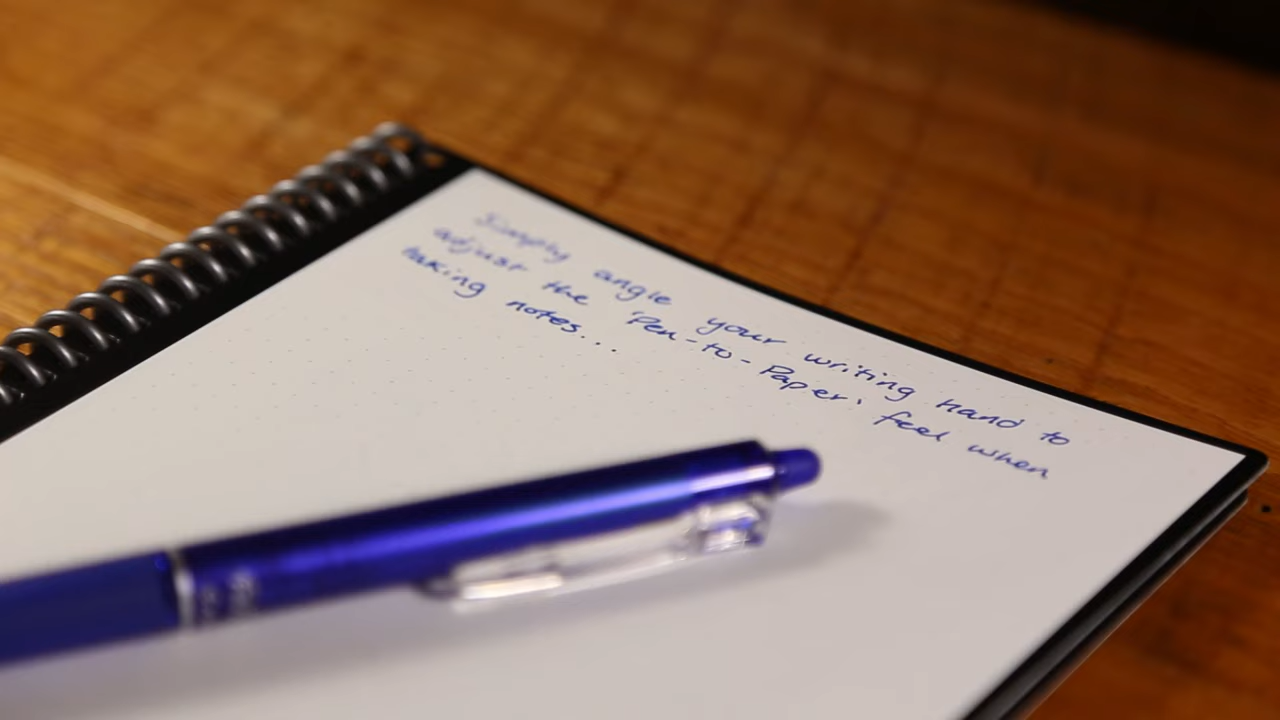 Simply angle your writing hand to
adjust the 'Pen-to-Paper' feel when
taking notes...